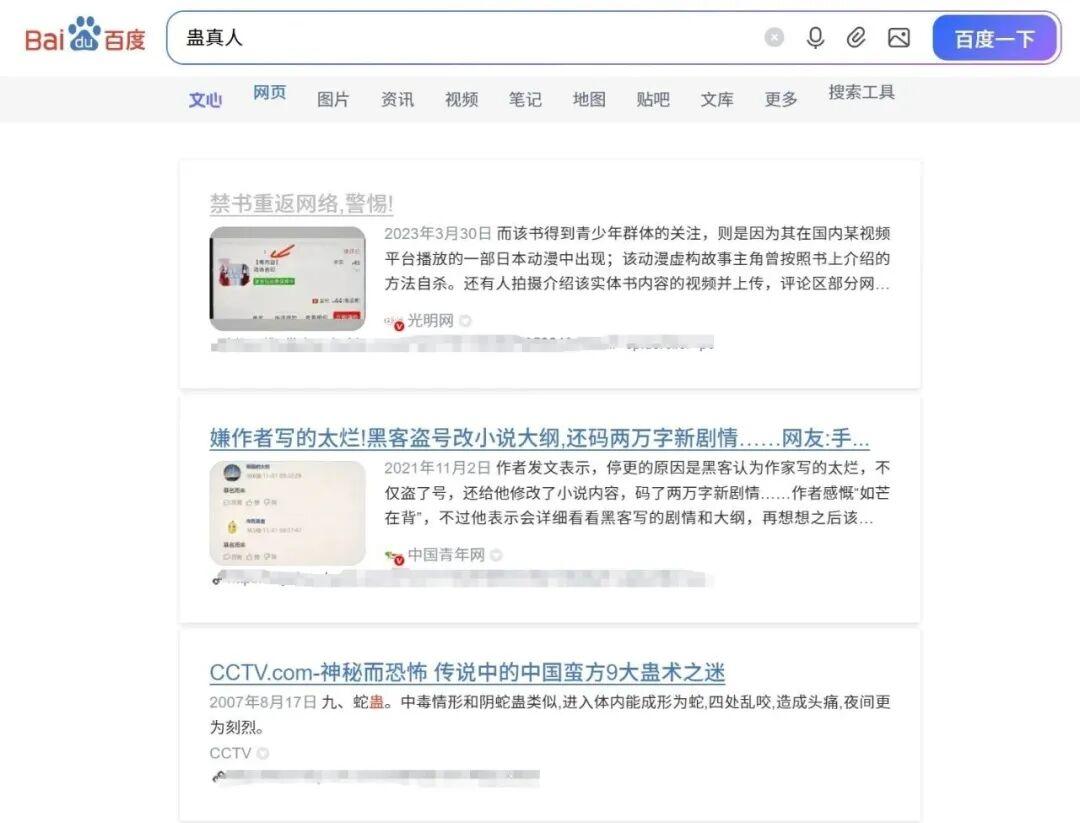 Bai du 百度
蛊真人
百度一下
文心 网页 图片 资讯 视频 笔记 地图 贴吧 文库 更多 搜索工具
禁书重返网络,警惕!
2023年3月30日 而该书得到青少年群体的关注，则是因为其在国内某视频
平台播放的一部日本动漫中出现；该动漫虚构故事主角曾按照书上介绍的
方法自杀。还有人拍摄介绍该实体书内容的视频并上传，评论区部分网...
光明网
嫌作者写的太烂!黑客盗号改小说大纲,还码两万字新剧情……网友:手...
2021年11月2日 作者发文表示，停更的原因是黑客认为作家写的太烂，不
仅盗了号，还给他修改了小说内容，码了两万字新剧情……作者感慨“如芒
在背”，不过他表示会详细看看黑客写的剧情和大纲，再想想之后该...
中国青年网
CCTV.com-神秘而恐怖 传说中的中国蛮方9大蛊术之迷
2007年8月17日 九、蛇蛊。中毒情形和阴蛇蛊类似,进入体内能成形为蛇,四处乱咬,造成头痛,夜间更
为刻烈。
CCTV